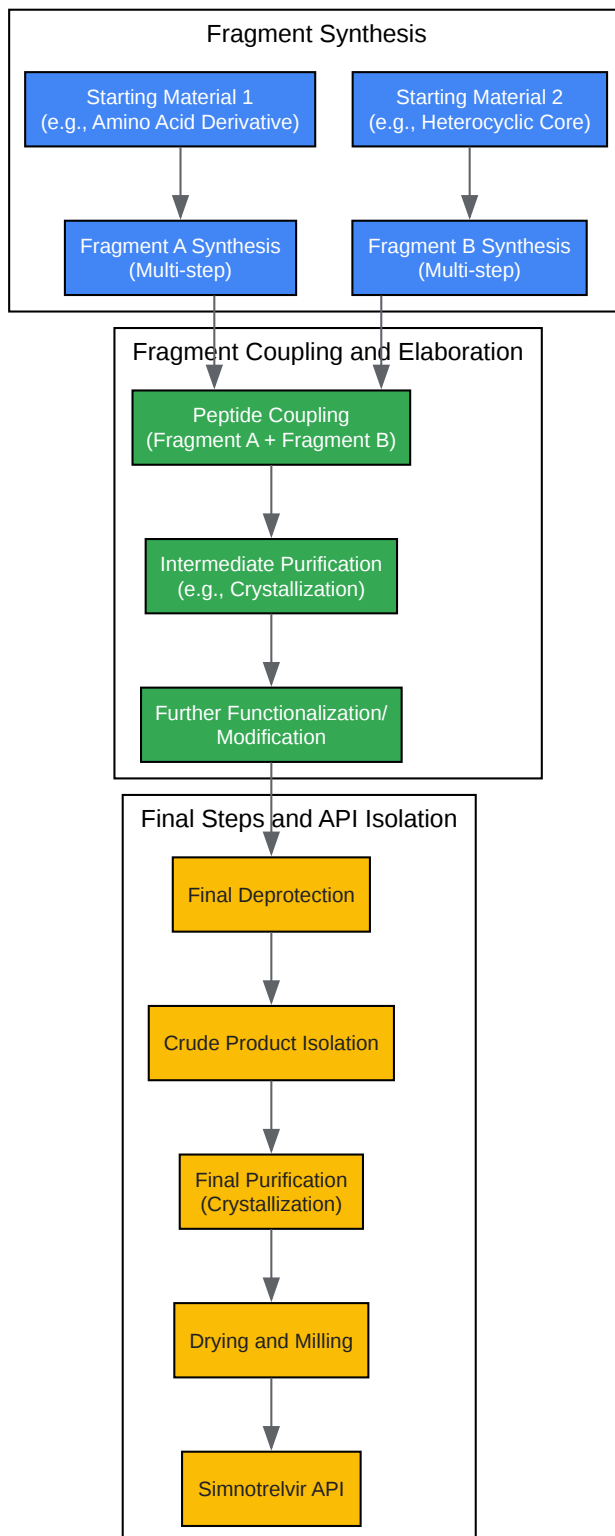 Fragment Synthesis
Starting Material 1
(e.g., Amino Acid Derivative)
Starting Material 2
(e.g., Heterocyclic Core)
Fragment A Synthesis
(Multi-step)
Fragment B Synthesis
(Multi-step)
Fragment Coupling and Elaboration
Peptide Coupling
(Fragment A + Fragment B)
Intermediate Purification
(e.g., Crystallization)
Further Functionalization/
Modification
Final Steps and API Isolation
Final Deprotection
Crude Product Isolation
Final Purification
(Crystallization)
Drying and Milling
Simnotrelvir API